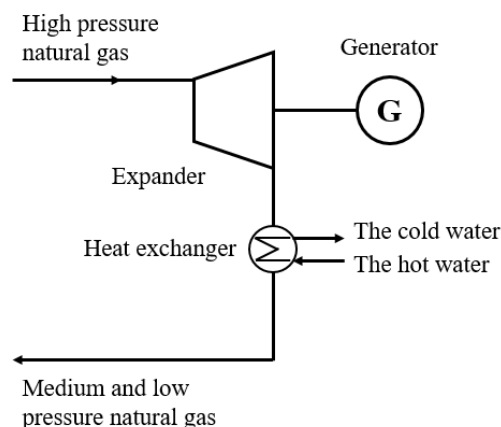 High pressure
natural gas
Generator
G
Expander
Heat exchanger
The cold water
The hot water
Medium and low
pressure natural gas